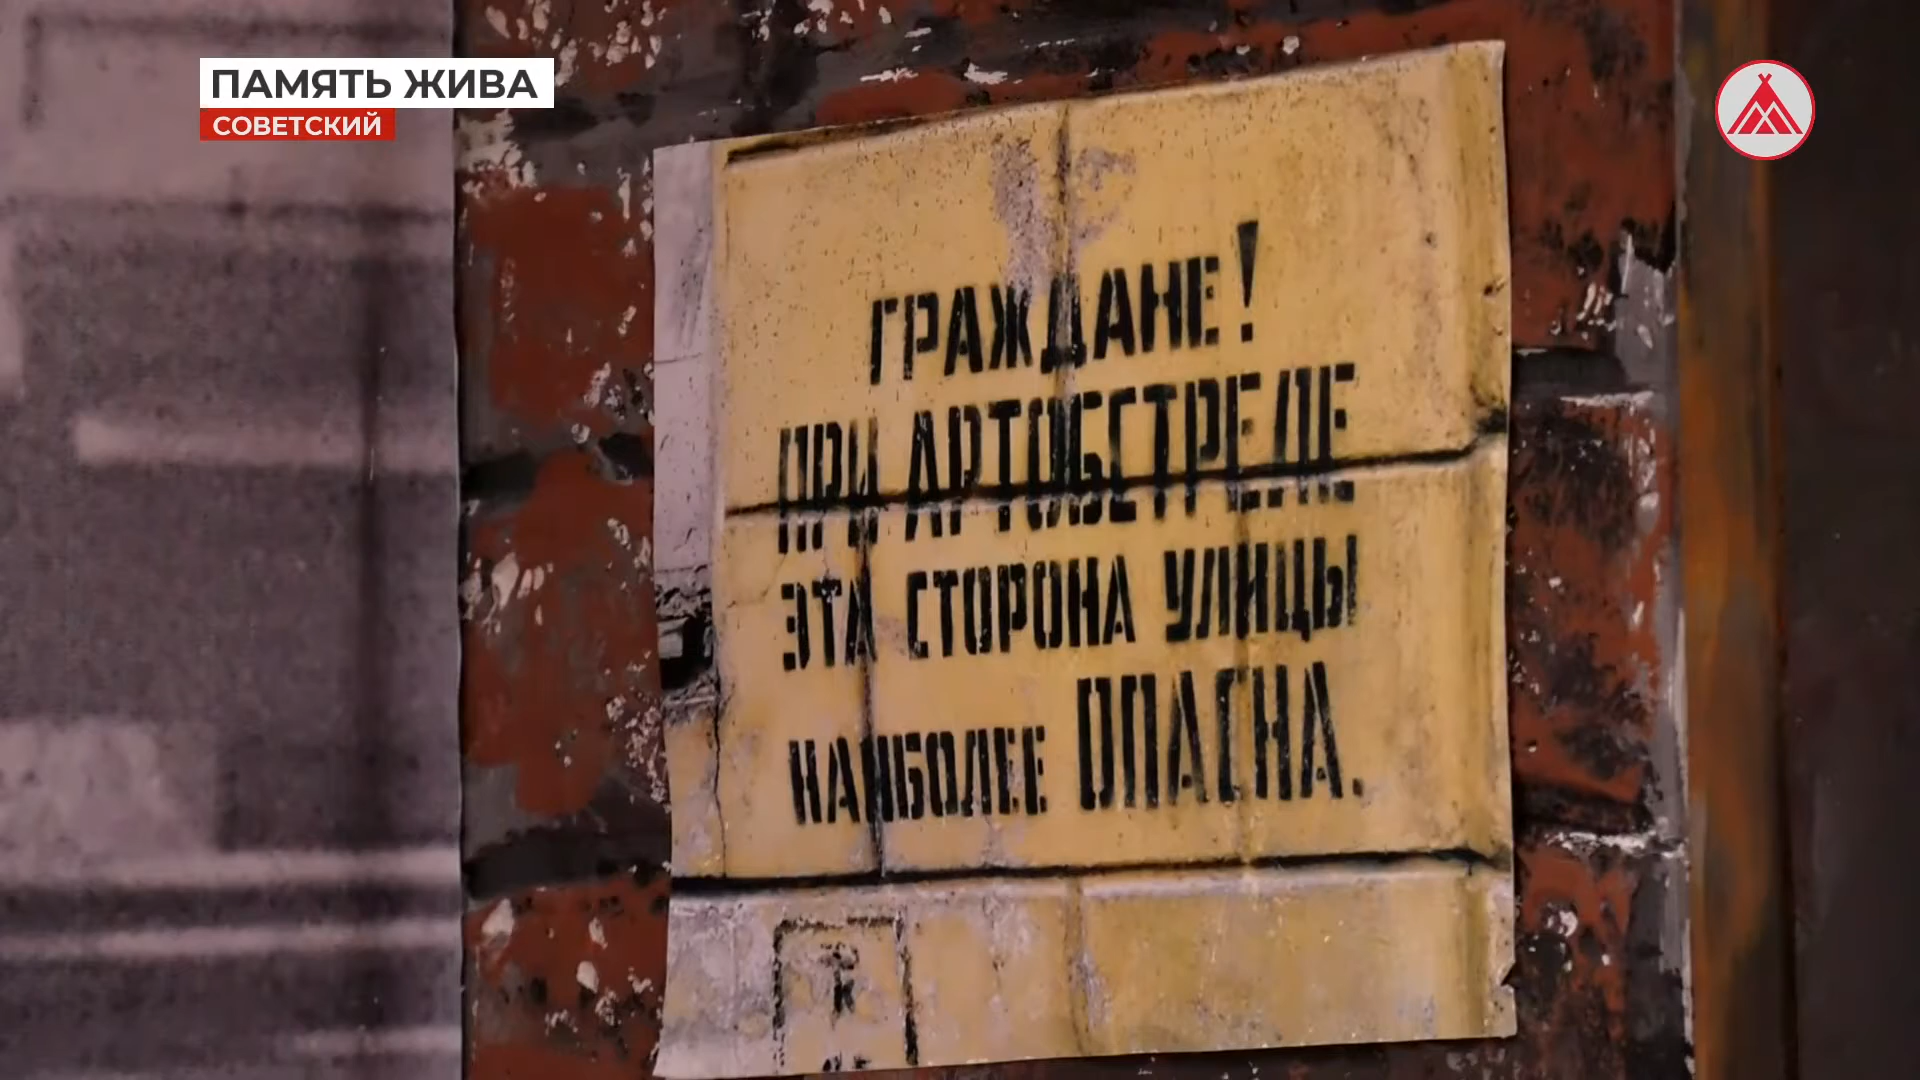 ПАМЯТЬ ЖИВА
СОВЕТСКИЙ
ГРАЖДАНЕ!
ПРИ АРТОБСТРЕЛЕ
ЭТА СТОРОНА УЛИЦЫ
НАИБОЛЕЕ ОПАСНА.